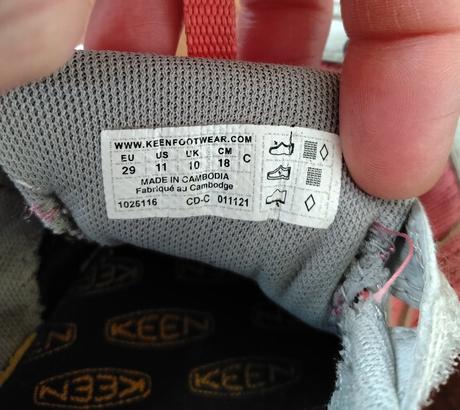 WWW.KEENFOOTWEAR.COM
EU US UK CM C
29 11 10 18
MADE IN CAMBODIA
Fabriqué au Cambodge
1025116 CD-C 011121
KEEN
KEEN
KEEN
KEEN
KEEN